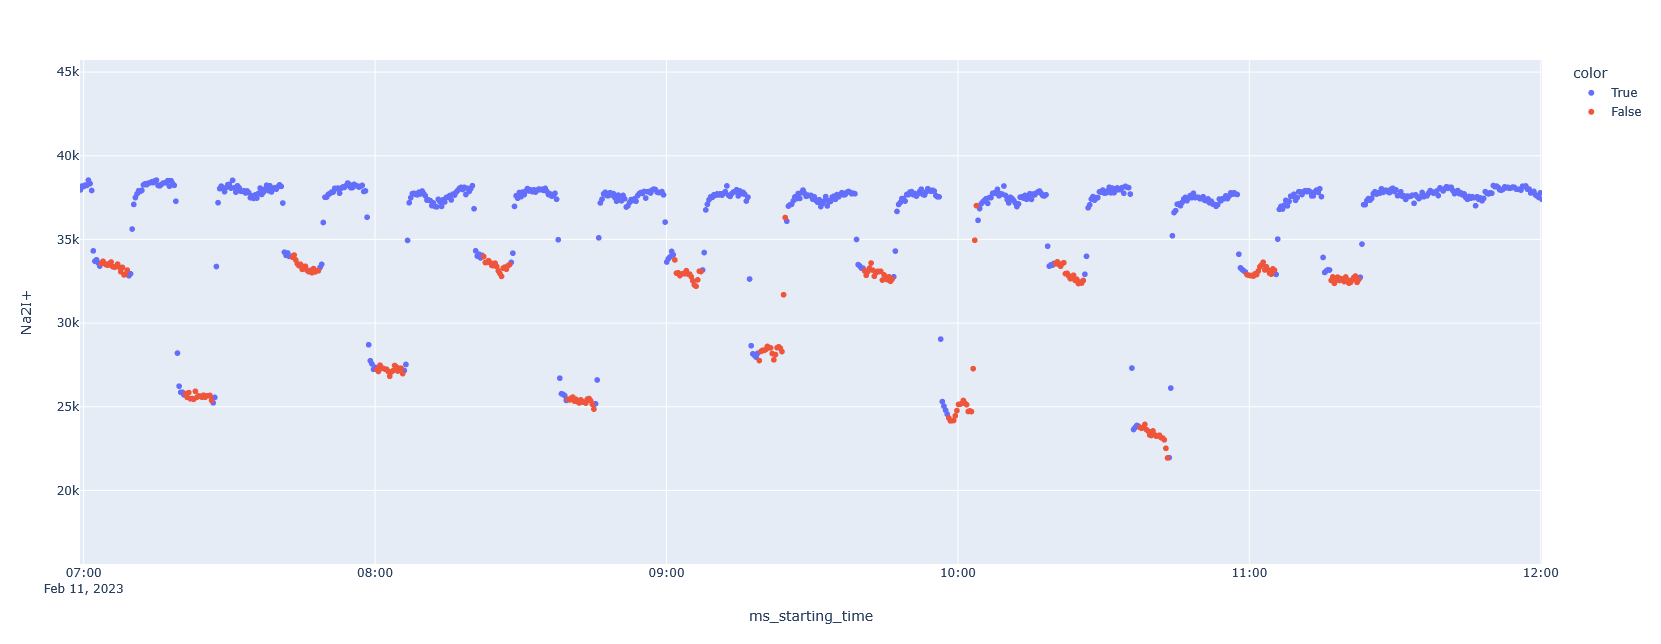 color
True
False
45k
40k
35k
30k
25k
20k
Na2I+
07:00 08:00 09:00 10:00 11:00 12:00
Feb 11, 2023
ms_starting_time